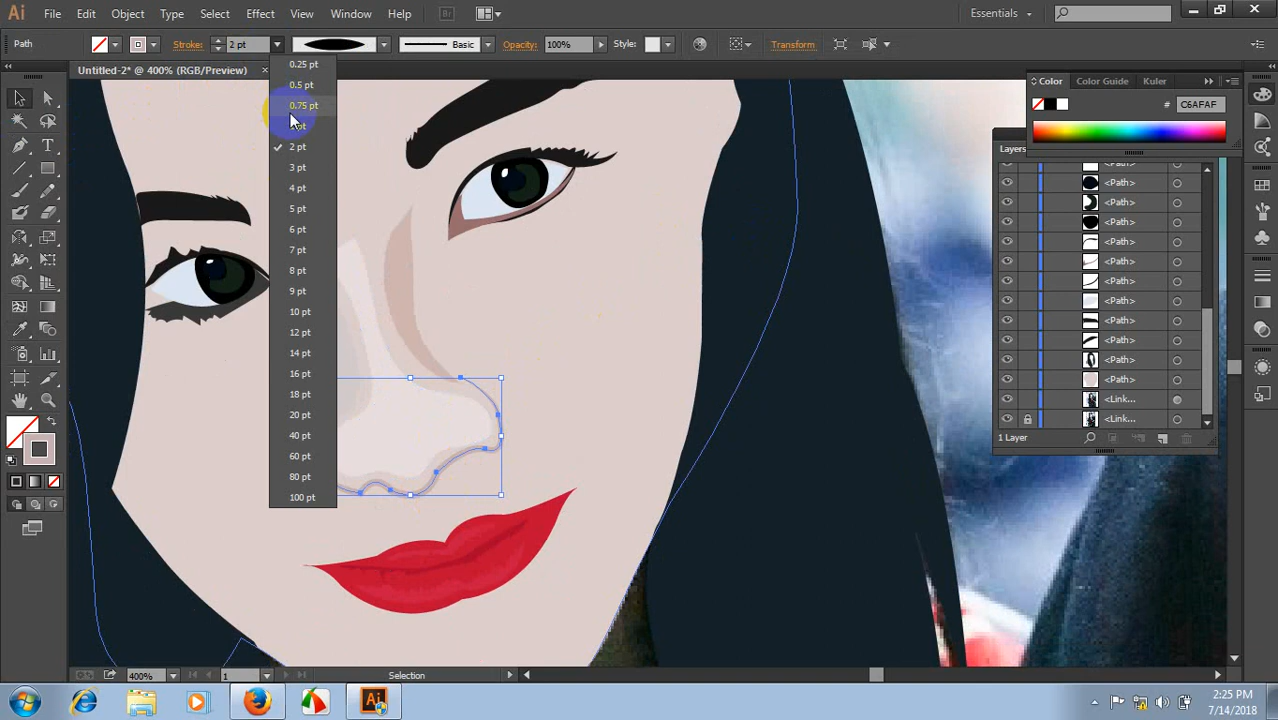 Ai File Edit Object Type Select Effect View Window Help Br Essentials
Path Stroke: 2 pt Basic Opacity: 100% Style: Transform
Untitled-2* @ 400% (RGB/Preview)
0.25 pt
0.5 pt
0.75 pt
pt
2 pt
3 pt
4 pt
5 pt
6 pt
7 pt
8 pt
9 pt
10 pt
12 pt
14 pt
16 pt
18 pt
20 pt
40 pt
60 pt
80 pt
100 pt
Color Color Guide Kuler
# C6AFAF
Layers
<Path>
<Path>
<Path>
<Path>
<Path>
<Path>
<Path>
<Path>
<Path>
<Path>
<Path>
<Path>
<Link...
<Link...
1 Layer
400% 1 Selection
Ai 2:25 PM
7/14/2018